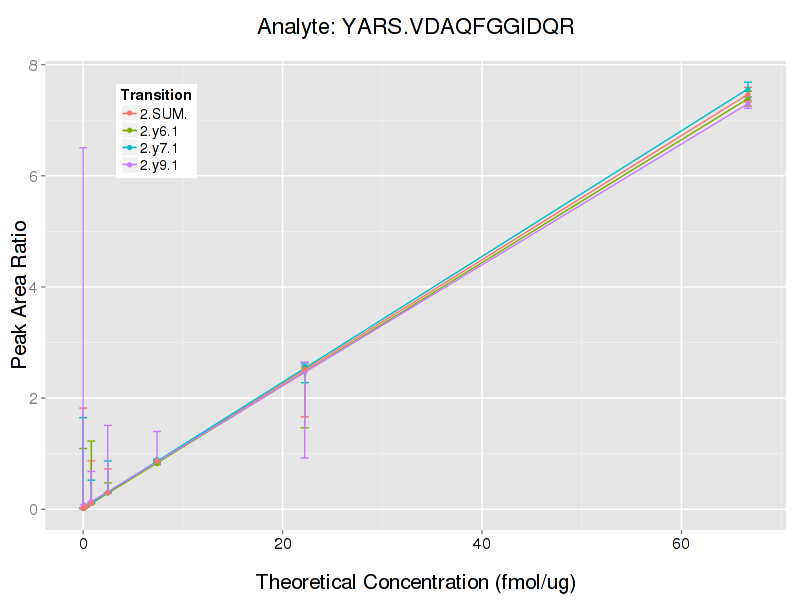 Analyte: YARS.VDAQFGGIDQR
Transition
2.SUM.
2.y6.1
2.y7.1
2.y9.1
Peak Area Ratio
8
6
4
2
0
0 20 40 60
Theoretical Concentration (fmol/ug)